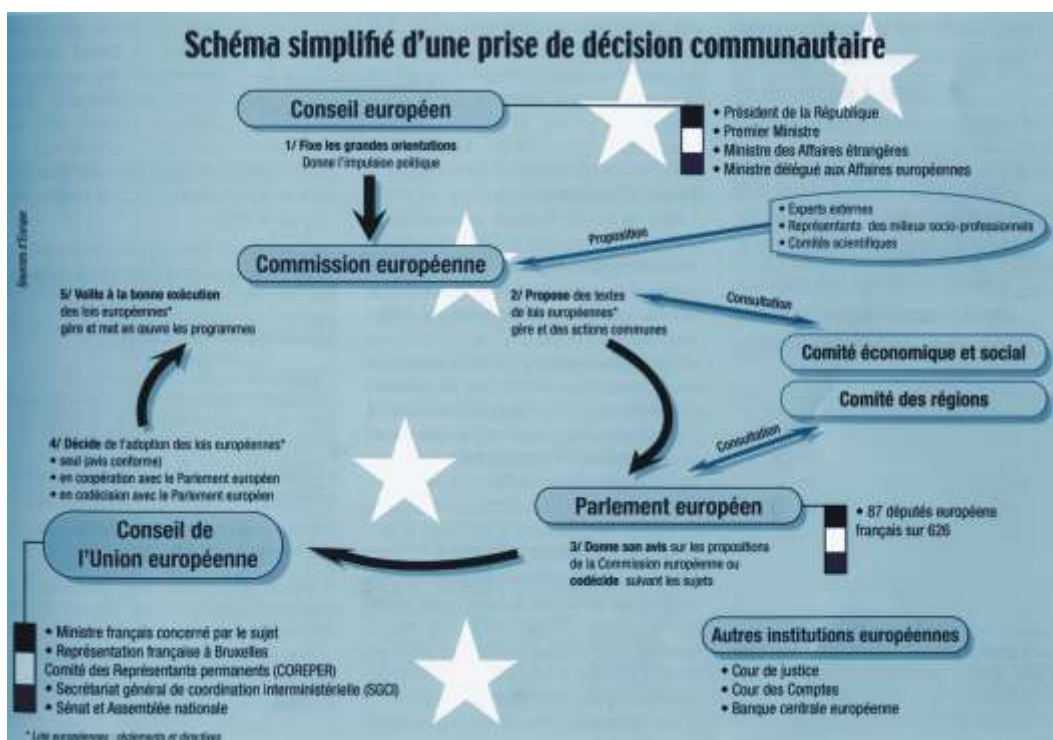 Schéma simplifié d'une prise de décision communautaire
Conseil européen
1/ Fixe les grandes orientations
Donne l'impulsion politique
• Président de la République
• Premier Ministre
• Ministre des Affaires étrangères
• Ministre délégué aux Affaires européennes
• Experts externes
• Représentants des milieux socio-professionnels
• Comités scientifiques
Proposition
Commission européenne
Sources d'Europe
5/ Veille à la bonne exécution
des lois européennes*
gère et met en œuvre les programmes
2/ Propose des textes
de lois européennes*
gère et des actions communes
Consultation
Comité économique et social
Comité des régions
Consultation
4/ Décide de l'adoption des lois européennes*
• seul (avis conforme)
• en coopération avec le Parlement européen
• en codécision avec le Parlement européen
Parlement européen
• 87 députés européens
français sur 626
3/ Donne son avis sur les propositions
de la Commission européenne ou
codécide suivant les sujets
Conseil de
l'Union européenne
• Ministre français concerné par le sujet
• Représentation française à Bruxelles
Comité des Représentants permanents (COREPER)
• Secrétariat général de coordination interministérielle (SGCI)
• Sénat et Assemblée nationale
Autres institutions européennes
• Cour de justice
• Cour des Comptes
• Banque centrale européenne
* Lois européennes : règlements et directives